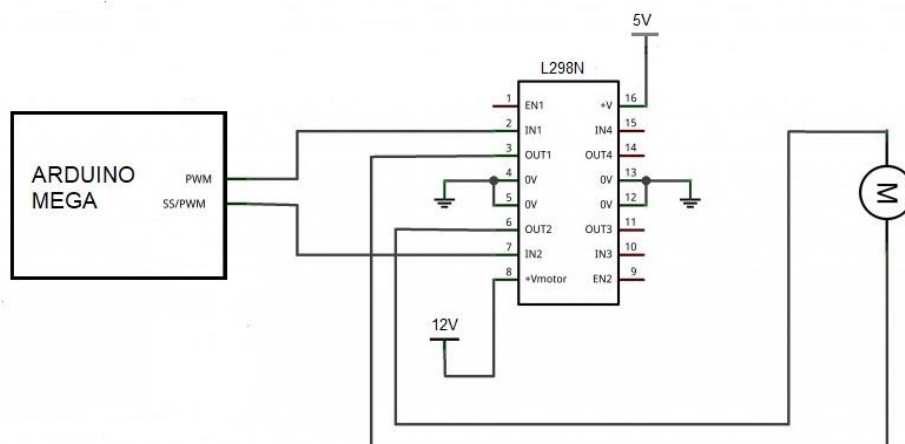 5V
L298N
1 EN1 +V 16
2 IN1 IN4 15
3 OUT1 OUT4 14
4 0V 0V 13
5 0V 0V 12
6 OUT2 OUT3 11
7 IN2 IN3 10
8 +Vmotor EN2 9
ARDUINO
MEGA
PWM
SS/PWM
12V
M